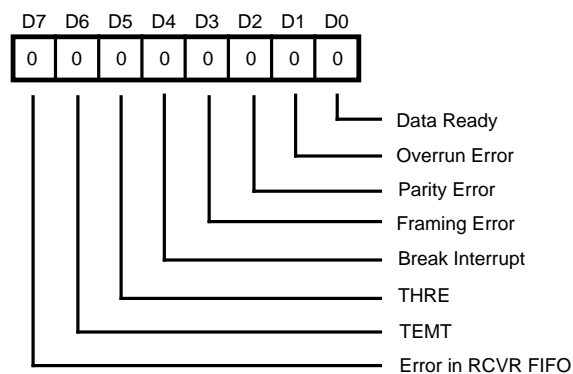 D7 D6 D5 D4 D3 D2 D1 D0
0 0 0 0 0 0 0 0
Data Ready
Overrun Error
Parity Error
Framing Error
Break Interrupt
THRE
TEMT
Error in RCVR FIFO